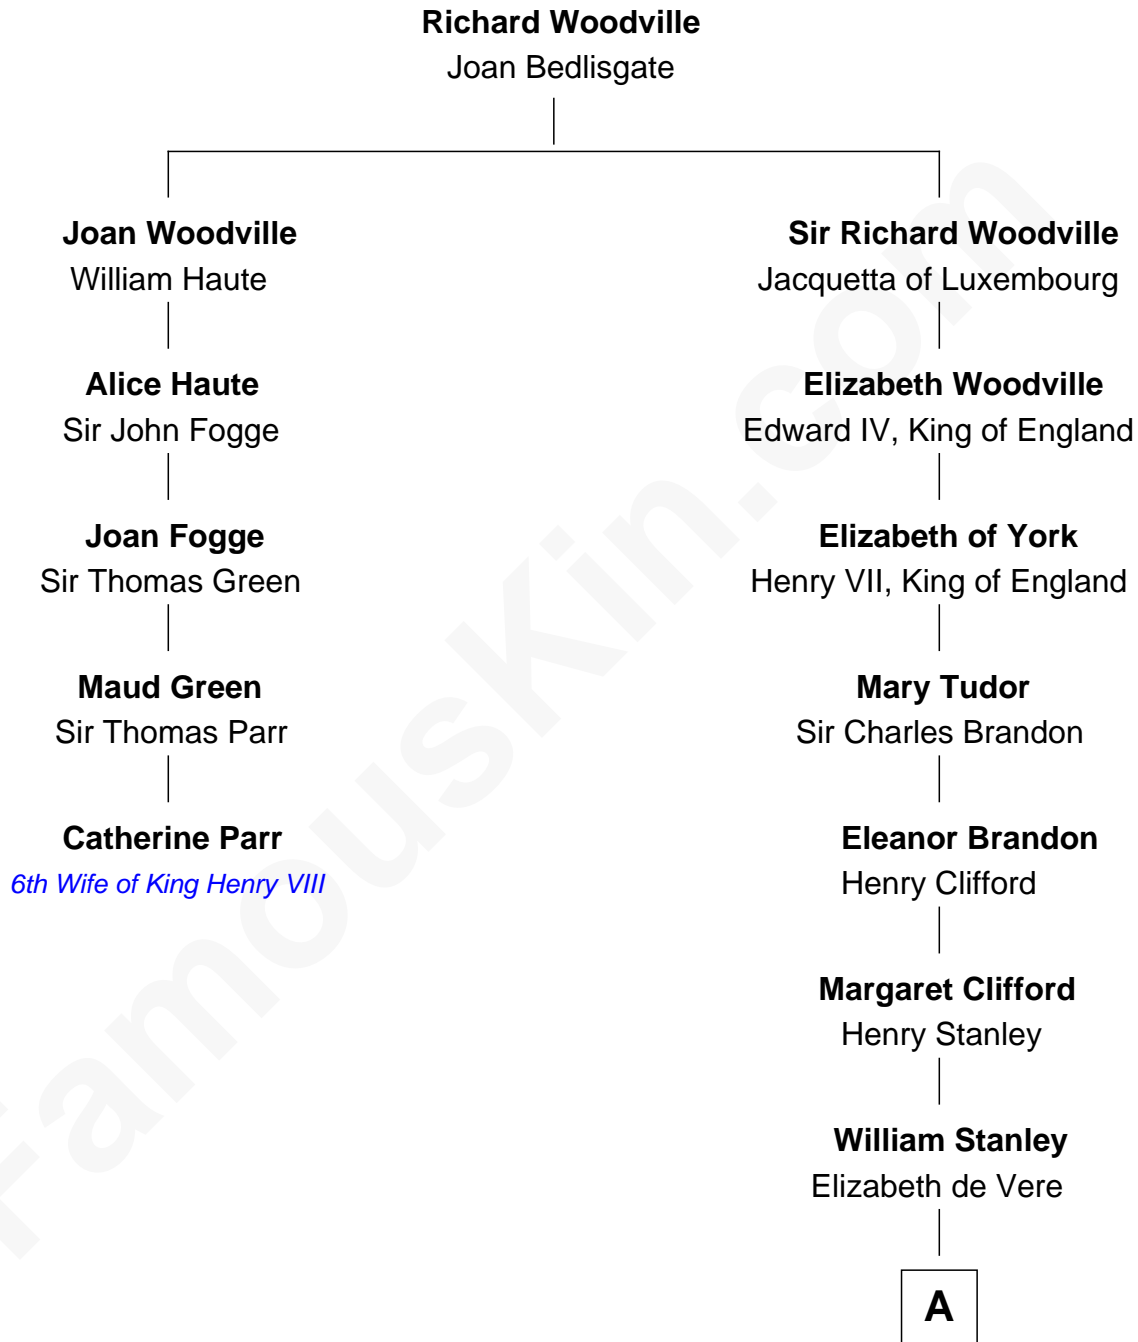 Richard Woodville
Joan Bedlisgate
Joan Woodville
William Haute
Sir Richard Woodville
Jacquetta of Luxembourg
Alice Haute
Sir John Fogge
Elizabeth Woodville
Edward IV, King of England
Joan Fogge
Sir Thomas Green
Elizabeth of York
Henry VII, King of England
Maud Green
Sir Thomas Parr
Mary Tudor
Sir Charles Brandon
Catherine Parr
6th Wife of King Henry VIII
Eleanor Brandon
Henry Clifford
Margaret Clifford
Henry Stanley
William Stanley
Elizabeth de Vere
A
FamousKin.com